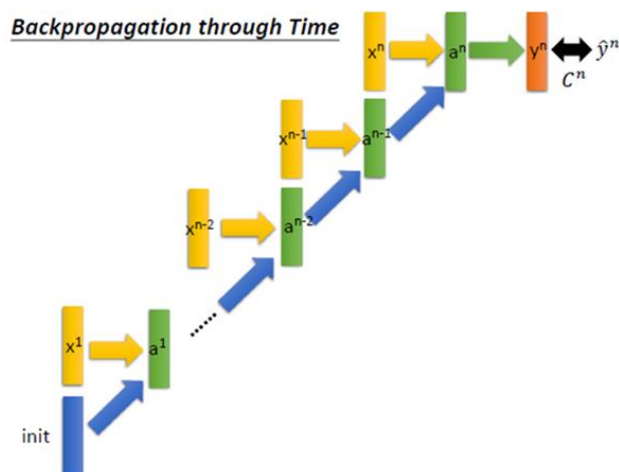 Backpropagation through Time
xⁿ aⁿ yⁿ ŷⁿ
Cⁿ
xⁿ⁻¹ aⁿ⁻¹
xⁿ⁻² aⁿ⁻²
......
x¹ a¹
init